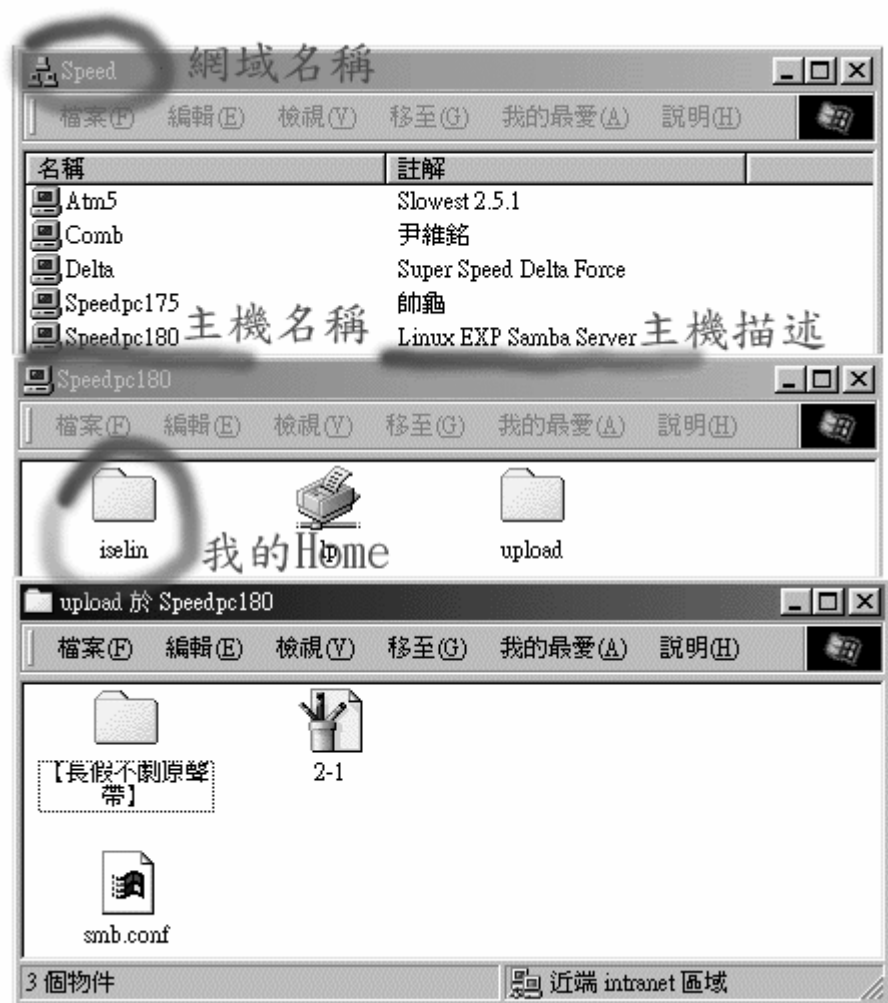 Speed 網域名稱
檔案(F) 編輯(E) 檢視(V) 移至(G) 我的最愛(A) 說明(H)
名稱 註解
Atm5 Slowest 2.5.1
Comb 尹維銘
Delta Super Speed Delta Force
Speedpc175 帥龜
Speedpc180 主機名稱 Linux EXP Samba Server 主機描述
Speedpc180
檔案(F) 編輯(E) 檢視(V) 移至(G) 我的最愛(A) 說明(H)
iselin 我的Home lp upload
upload 於 Speedpc180
檔案(F) 編輯(E) 檢視(V) 移至(G) 我的最愛(A) 說明(H)
【長假不劇原聲 2-1
帶】
smb.conf
3 個物件 近端 intranet 區域